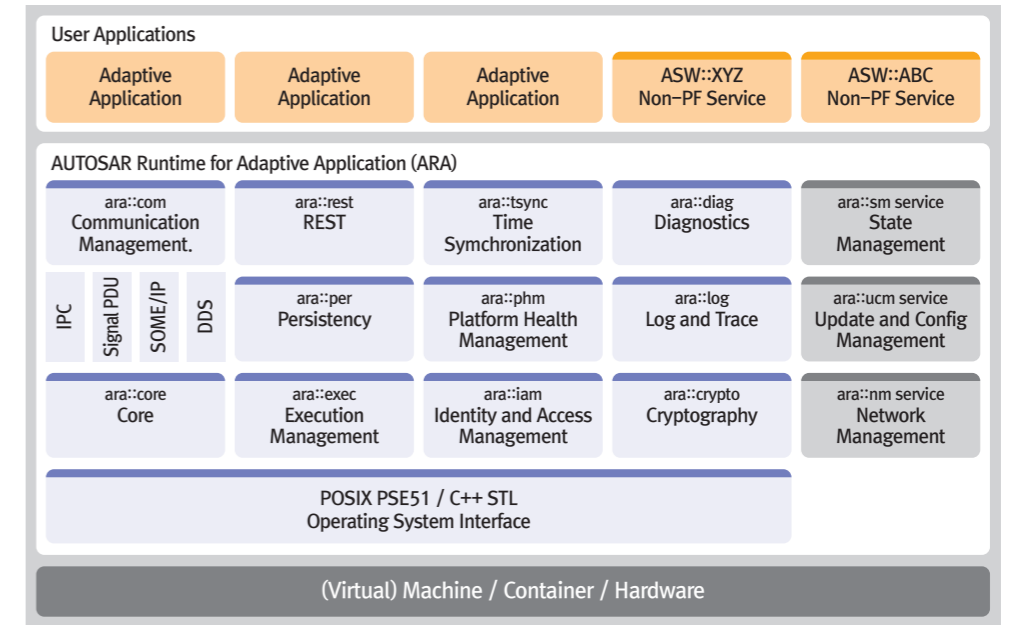 User Applications
Adaptive
Application
Adaptive
Application
Adaptive
Application
ASW::XYZ
Non-PF Service
ASW::ABC
Non-PF Service
AUTOSAR Runtime for Adaptive Application (ARA)
ara::com
Communication
Management.
ara::rest
REST
ara::tsync
Time
Symchronization
ara::diag
Diagnostics
ara::sm service
State
Management
IPC
Signal PDU
SOME/IP
DDS
ara::per
Persistency
ara::phm
Platform Health
Management
ara::log
Log and Trace
ara::ucm service
Update and Config
Management
ara::core
Core
ara::exec
Execution
Management
ara::iam
Identity and Access
Management
ara::crypto
Cryptography
ara::nm service
Network
Management
POSIX PSE51 / C++ STL
Operating System Interface
(Virtual) Machine / Container / Hardware